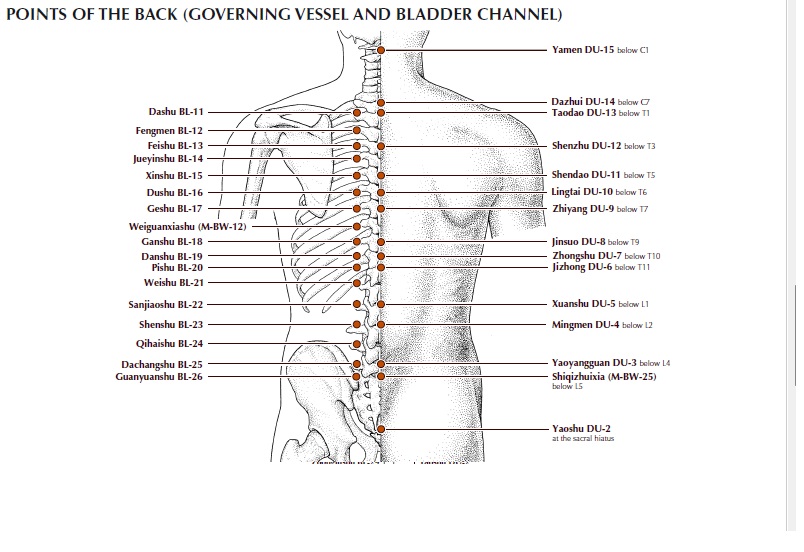 POINTS OF THE BACK (GOVERNING VESSEL AND BLADDER CHANNEL)
Yamen DU-15 below C1
Dazhui DU-14 below C7
Dashu BL-11
Taodao DU-13 below T1
Fengmen BL-12
Feishu BL-13
Shenzhu DU-12 below T3
Jueyinshu BL-14
Xinshu BL-15
Shendao DU-11 below T5
Dushu BL-16
Lingtai DU-10 below T6
Geshu BL-17
Zhiyang DU-9 below T7
Weiguanxiashu (M-BW-12)
Ganshu BL-18
Jinsuo DU-8 below T9
Danshu BL-19
Zhongshu DU-7 below T10
Pishu BL-20
Jizhong DU-6 below T11
Weishu BL-21
Sanjiaoshu BL-22
Xuanshu DU-5 below L1
Shenshu BL-23
Mingmen DU-4 below L2
Qihaishu BL-24
Dachangshu BL-25
Yaoyangguan DU-3 below L4
Guanyuanshu BL-26
Shiqizhuixia (M-BW-25)
below L5
Yaoshu DU-2
at the sacral hiatus